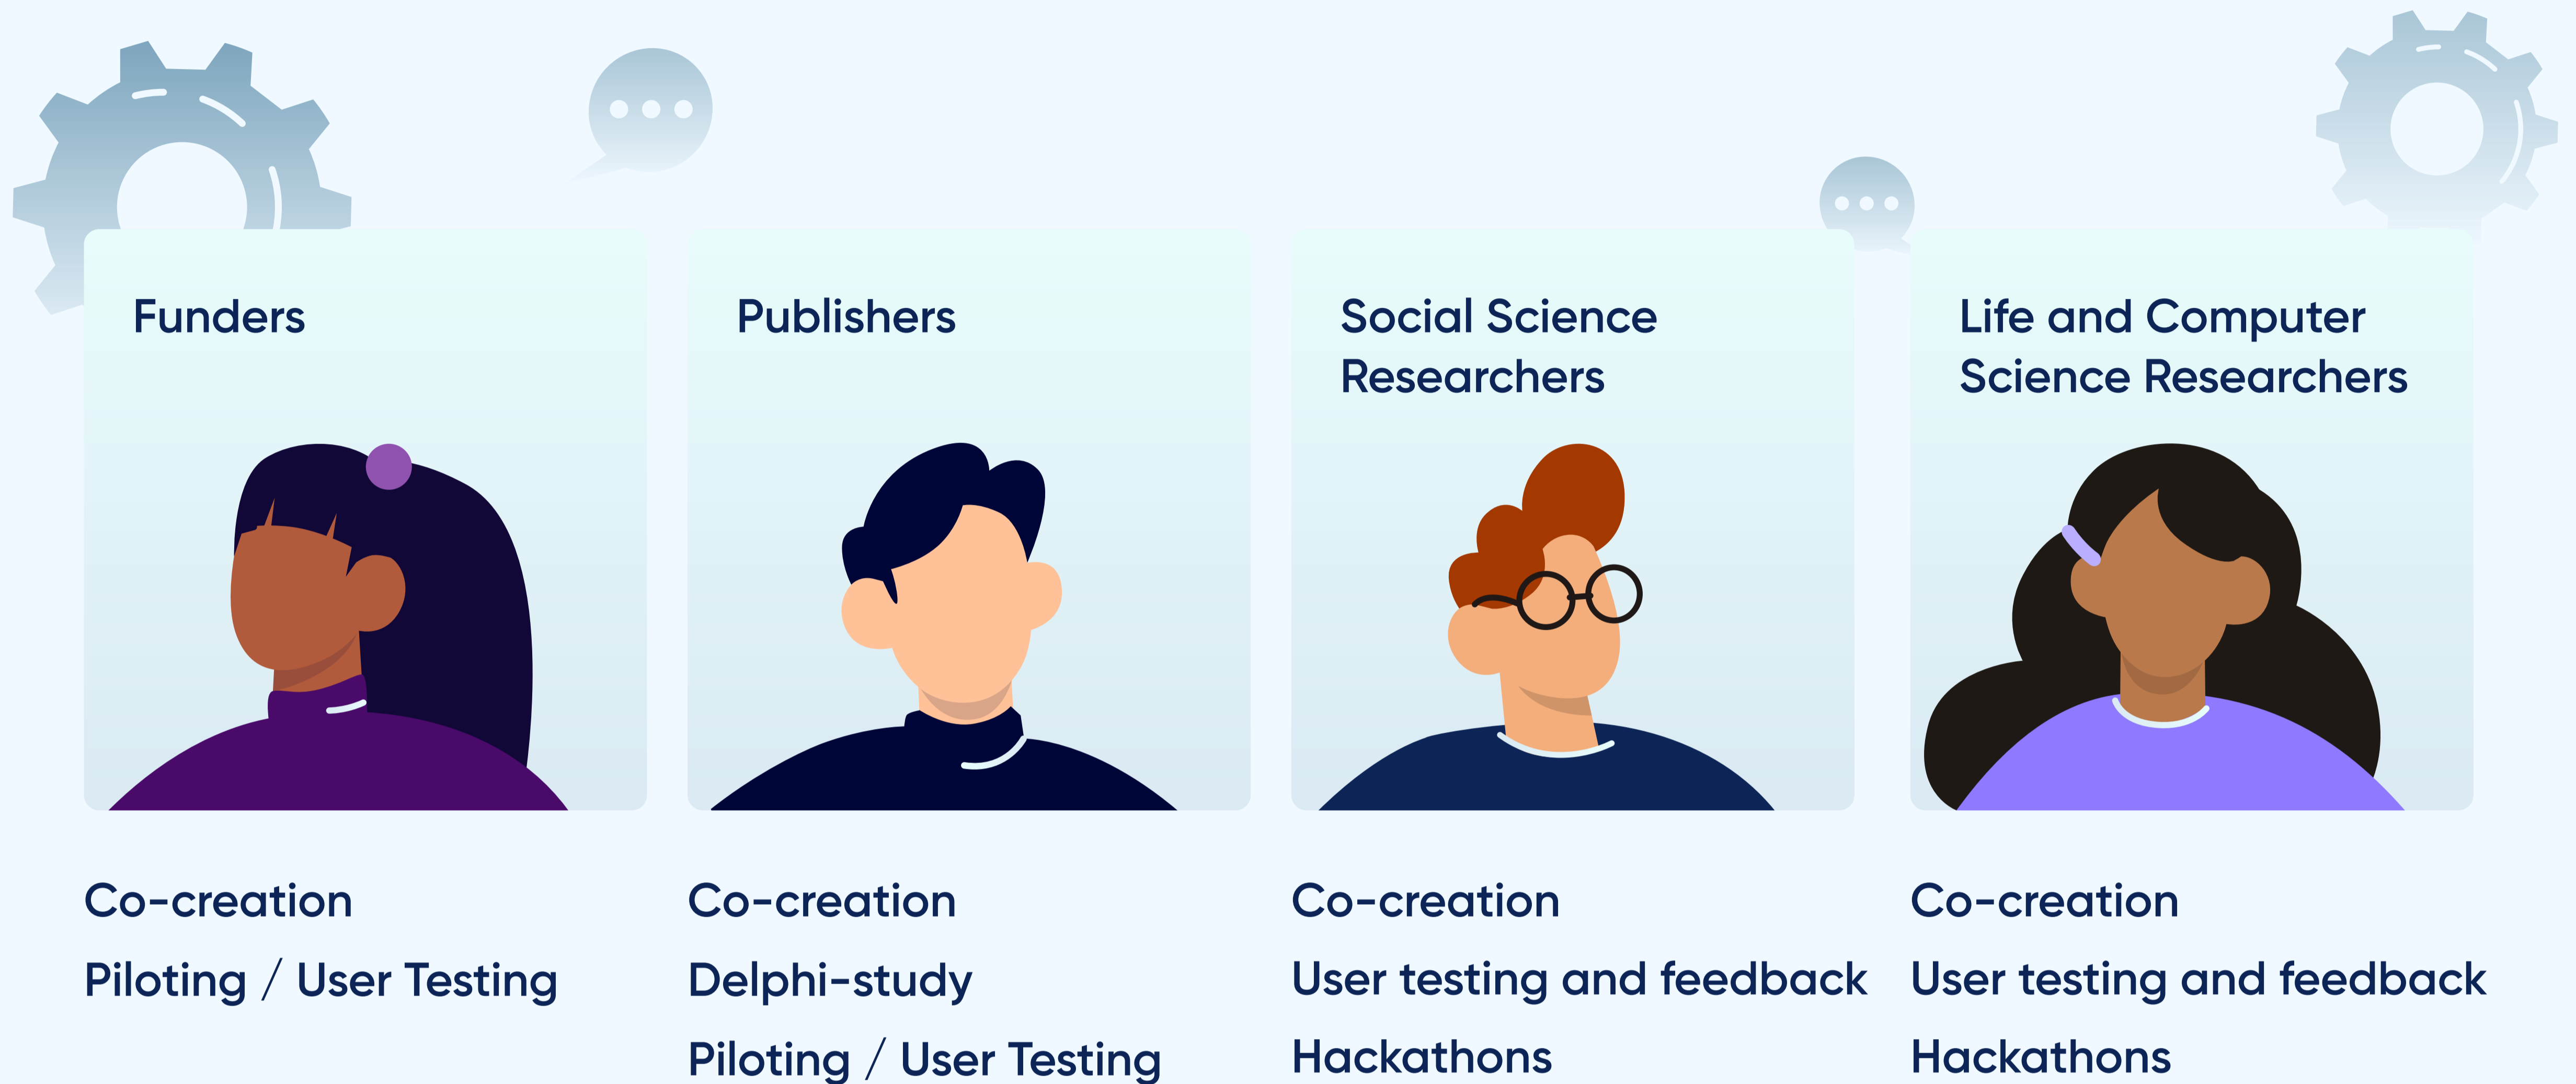 Funders
Publishers
Social Science
Researchers
Life and Computer
Science Researchers
Co-creation
Piloting / User Testing
Co-creation
Delphi-study
Piloting / User Testing
Co-creation
User testing and feedback
Hackathons
Co-creation
User testing and feedback
Hackathons